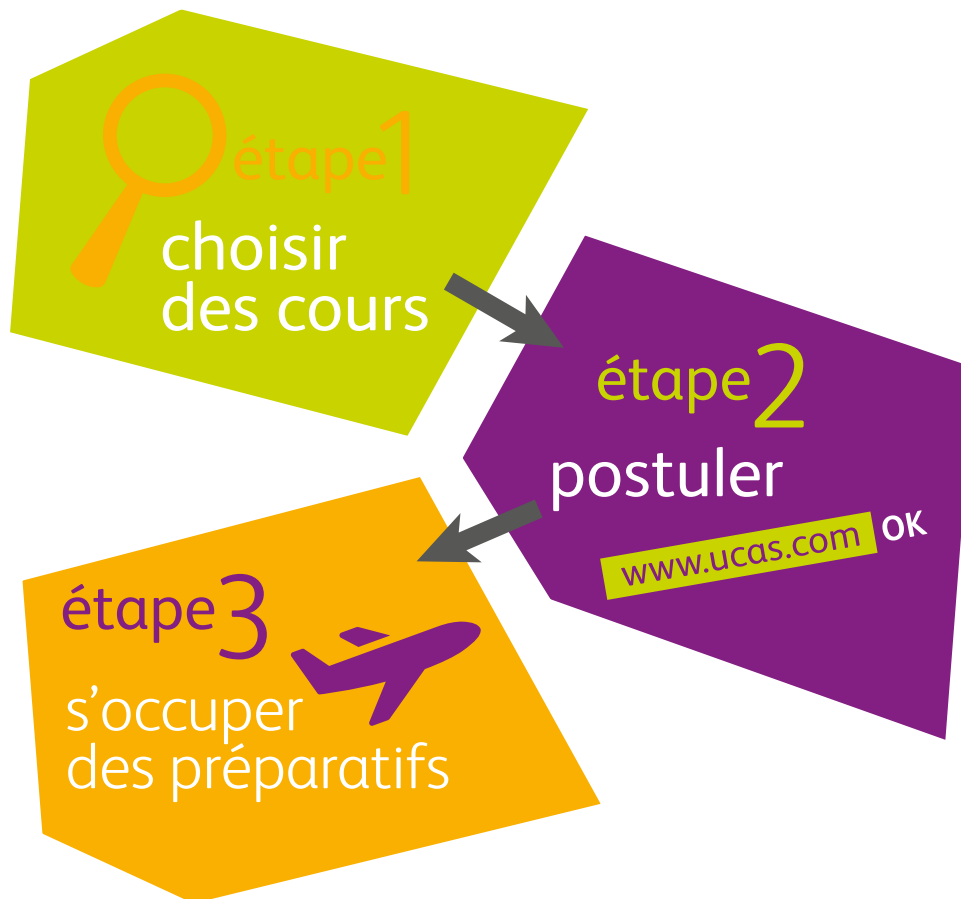 étape1
choisir
des cours
étape2
postuler
www.ucas.com OK
étape3
s’occuper
des préparatifs